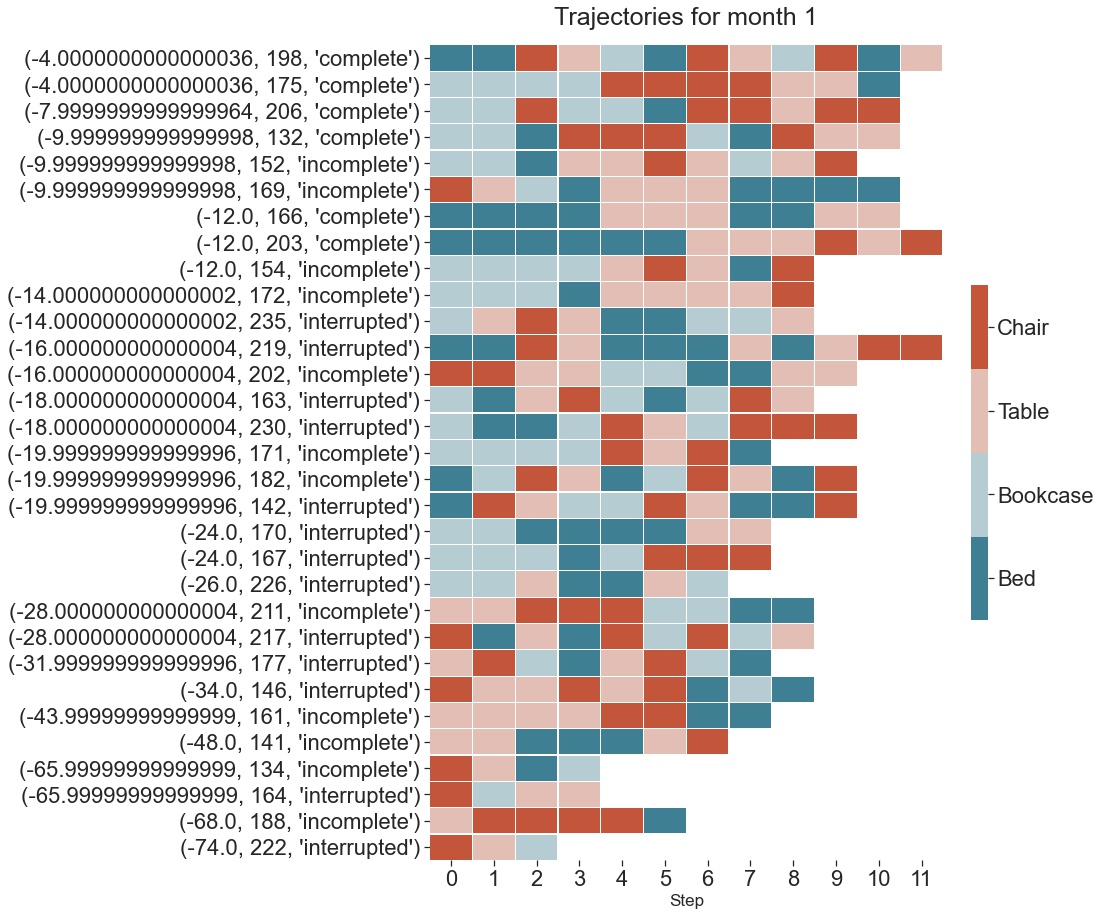 Trajectories for month 1
(-4.0000000000000036, 198, 'complete')
(-4.0000000000000036, 175, 'complete')
(-7.9999999999999964, 206, 'complete')
(-9.999999999999998, 132, 'complete')
(-9.999999999999998, 152, 'incomplete')
(-9.999999999999998, 169, 'incomplete')
(-12.0, 166, 'complete')
(-12.0, 203, 'complete')
(-12.0, 154, 'incomplete')
(-14.000000000000002, 172, 'incomplete')
(-14.000000000000002, 235, 'interrupted')
(-16.000000000000004, 219, 'interrupted')
(-16.000000000000004, 202, 'incomplete')
(-18.000000000000004, 163, 'interrupted')
(-18.000000000000004, 230, 'interrupted')
(-19.999999999999996, 171, 'incomplete')
(-19.999999999999996, 182, 'incomplete')
(-19.999999999999996, 142, 'interrupted')
(-24.0, 170, 'interrupted')
(-24.0, 167, 'interrupted')
(-26.0, 226, 'interrupted')
(-28.000000000000004, 211, 'incomplete')
(-28.000000000000004, 217, 'interrupted')
(-31.999999999999996, 177, 'interrupted')
(-34.0, 146, 'interrupted')
(-43.99999999999999, 161, 'incomplete')
(-48.0, 141, 'incomplete')
(-65.99999999999999, 134, 'incomplete')
(-65.99999999999999, 164, 'interrupted')
(-68.0, 188, 'incomplete')
(-74.0, 222, 'interrupted')
0 1 2 3 4 5 6 7 8 9 10 11
Step
Chair
Table
Bookcase
Bed